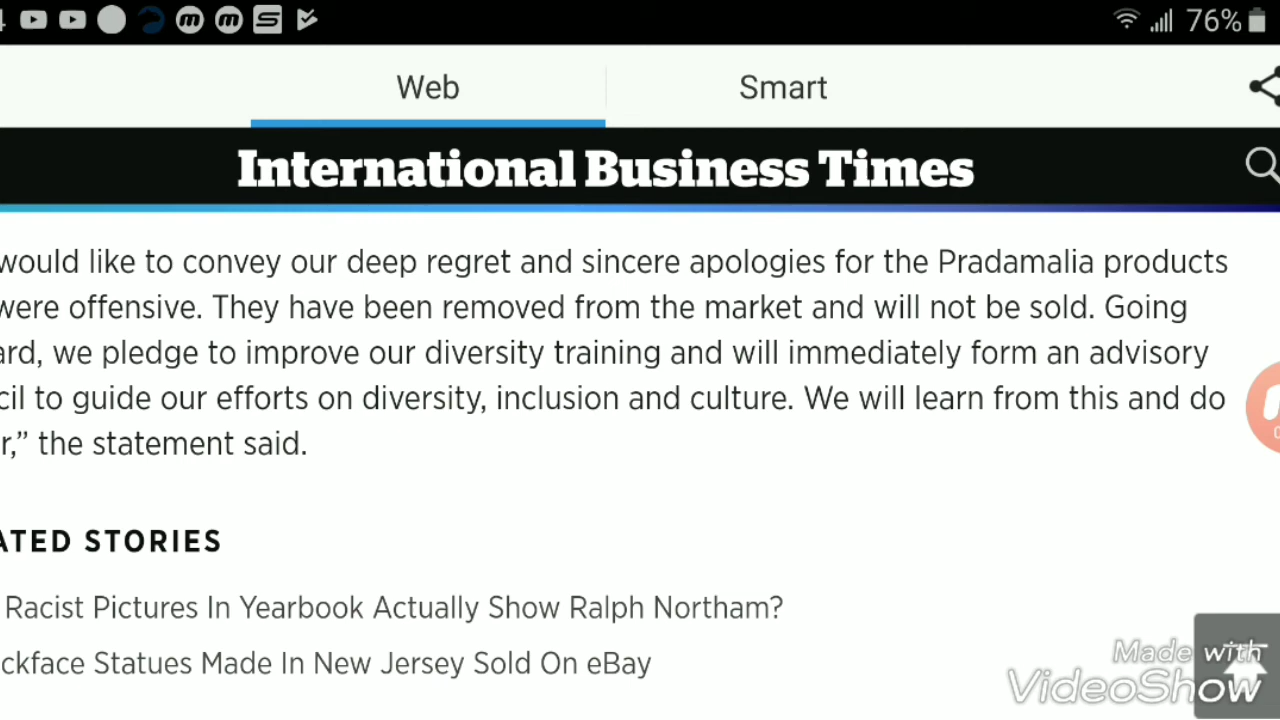 4 76%
Web Smart
International Business Times
would like to convey our deep regret and sincere apologies for the Pradamalia products
were offensive. They have been removed from the market and will not be sold. Going
ard, we pledge to improve our diversity training and will immediately form an advisory
cil to guide our efforts on diversity, inclusion and culture. We will learn from this and do
r,” the statement said.
ATED STORIES
Racist Pictures In Yearbook Actually Show Ralph Northam?
ckface Statues Made In New Jersey Sold On eBay
Made with
VideoShow